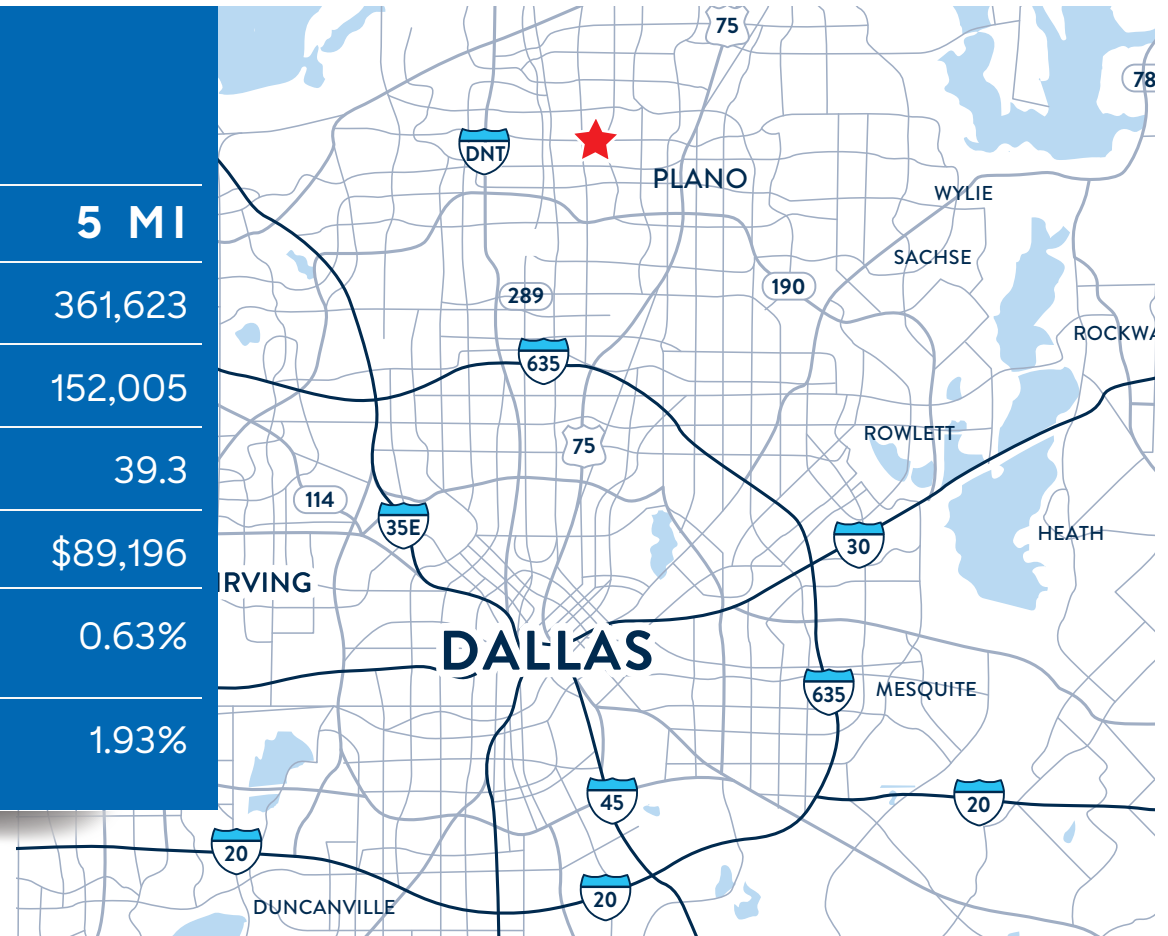 5 MI
361,623
152,005
39.3
$89,196
0.63%
1.93%
75
78
DNT
PLANO
WYLIE
SACHSE
289
190
ROCKWA
635
75
ROWLETT
114
35E
30
HEATH
IRVING
DALLAS
635
MESQUITE
45
20
20
20
DUNCANVILLE